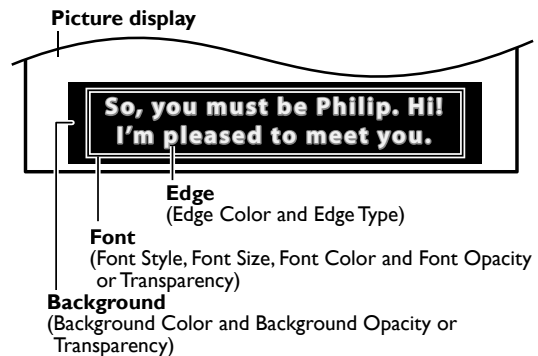 Picture display
So, you must be Philip. Hi!
I'm pleased to meet you.
Edge
(Edge Color and Edge Type)
Font
(Font Style, Font Size, Font Color and Font Opacity
or Transparency)
Background
(Background Color and Background Opacity or
Transparency)